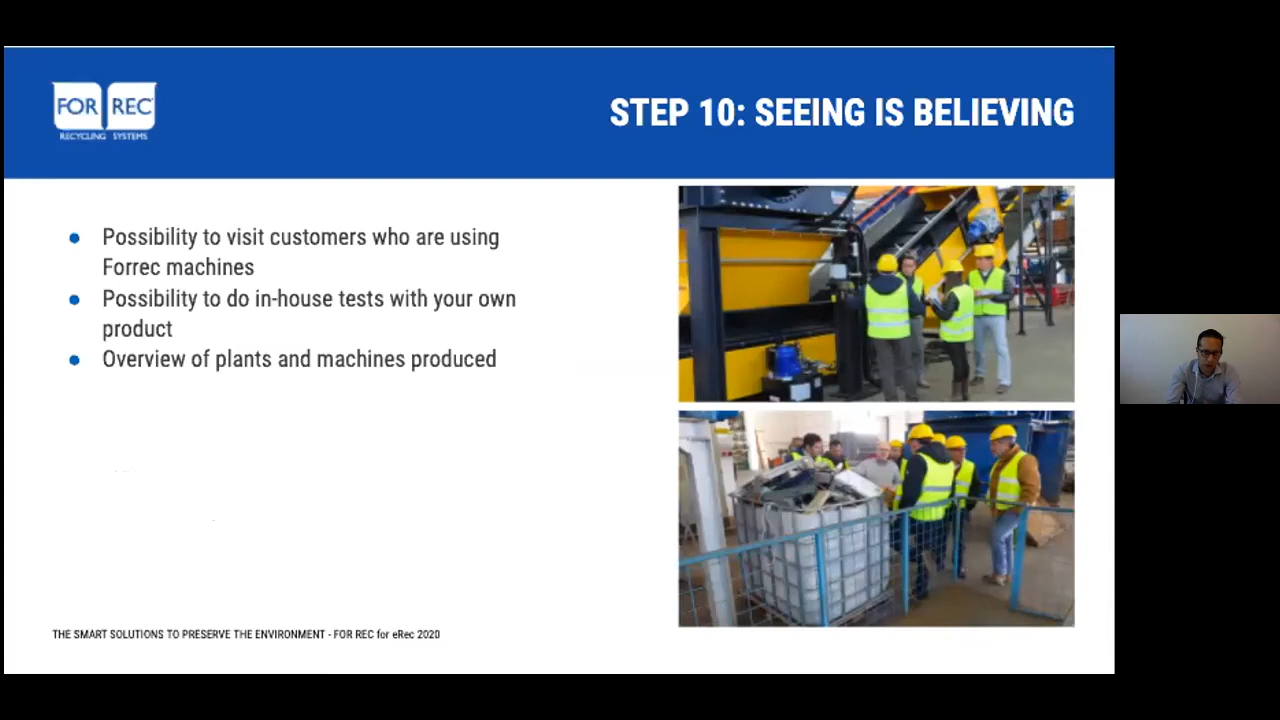 FOR REC
RECYCLING SYSTEMS
STEP 10: SEEING IS BELIEVING
● Possibility to visit customers who are using
Forrec machines
● Possibility to do in-house tests with your own
product
● Overview of plants and machines produced
THE SMART SOLUTIONS TO PRESERVE THE ENVIRONMENT - FOR REC for eRec 2020